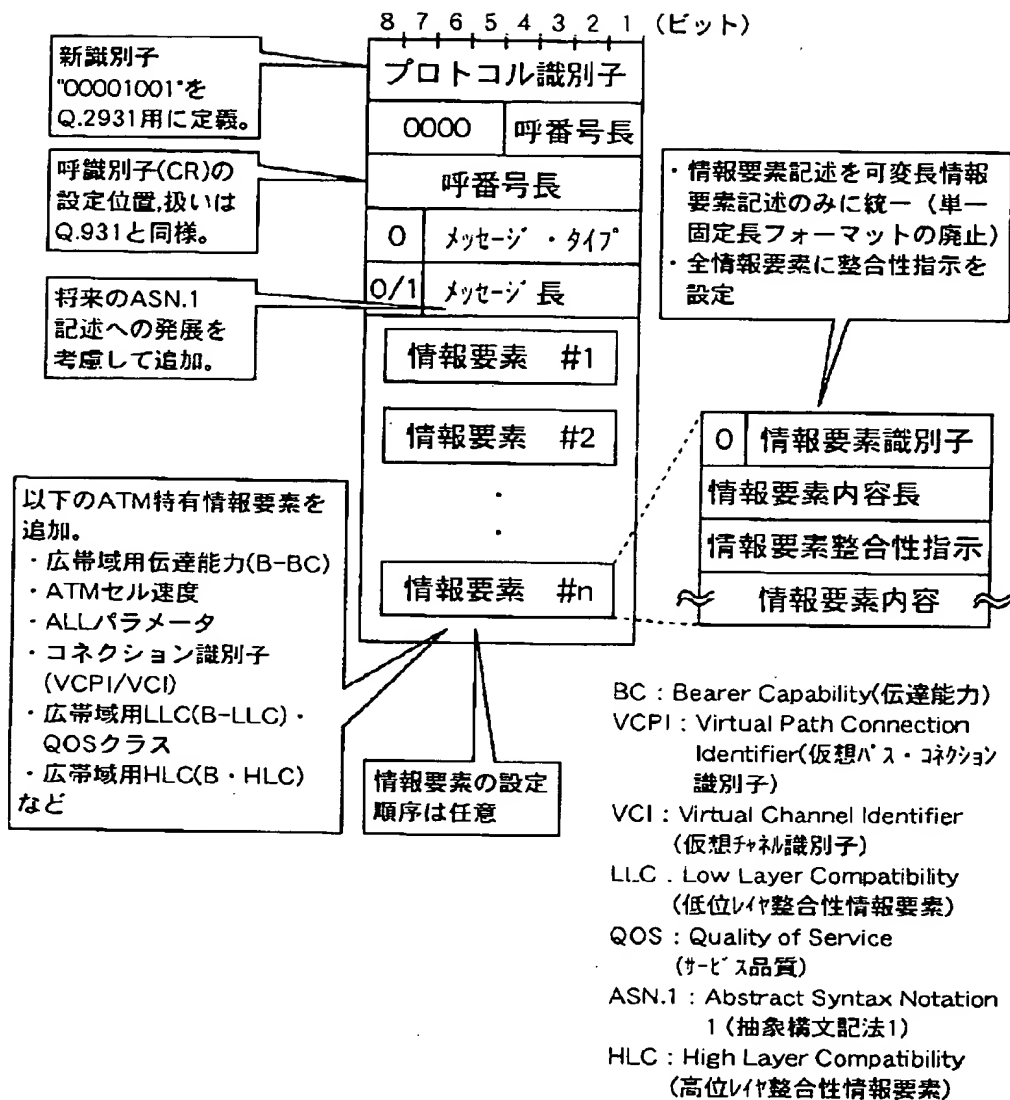 8 7 6 5 4 3 2 1 (ビット)
新識別子
"00001001"を
Q.2931用に定義。
プロトコル識別子
0000 呼番号長
呼識別子(CR)の
設定位置,扱いは
Q.931と同様。
呼番号長
0 メッセージ・タイプ
0/1 メッセージ長
将来のASN.1
記述への発展を
考慮して追加。
・情報要素記述を可変長情報
要素記述のみに統一(単一
固定長フォーマットの廃止)
・全情報要素に整合性指示を
設定
情報要素 #1
情報要素 #2
・
・
情報要素 #n
0 情報要素識別子
情報要素内容長
情報要素整合性指示
情報要素内容
以下のATM特有情報要素を
追加。
・広帯域用伝達能力(B-BC)
・ATMセル速度
・ALLパラメータ
・コネクション識別子
(VCPI/VCI)
・広帯域用LLC(B-LLC)・
QOSクラス
・広帯域用HLC(B・HLC)
など
情報要素の設定
順序は任意
BC : Bearer Capability(伝達能力)
VCPI : Virtual Path Connection
Identifier(仮想パス・コネクション
識別子)
VCI : Virtual Channel Identifier
(仮想チャネル識別子)
LLC . Low Layer Compatibility
(低位レイヤ整合性情報要素)
QOS : Quality of Service
(サービス品質)
ASN.1 : Abstract Syntax Notation
1 (抽象構文記法1)
HLC : High Layer Compatibility
(高位レイヤ整合性情報要素)